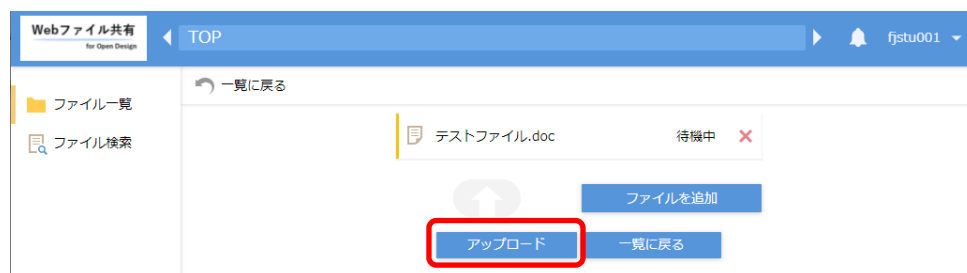 Webファイル共有
for Open Design
TOP
fjstu001
一覧に戻る
ファイル一覧
ファイル検索
テストファイル.doc 待機中
ファイルを追加
アップロード 一覧に戻る